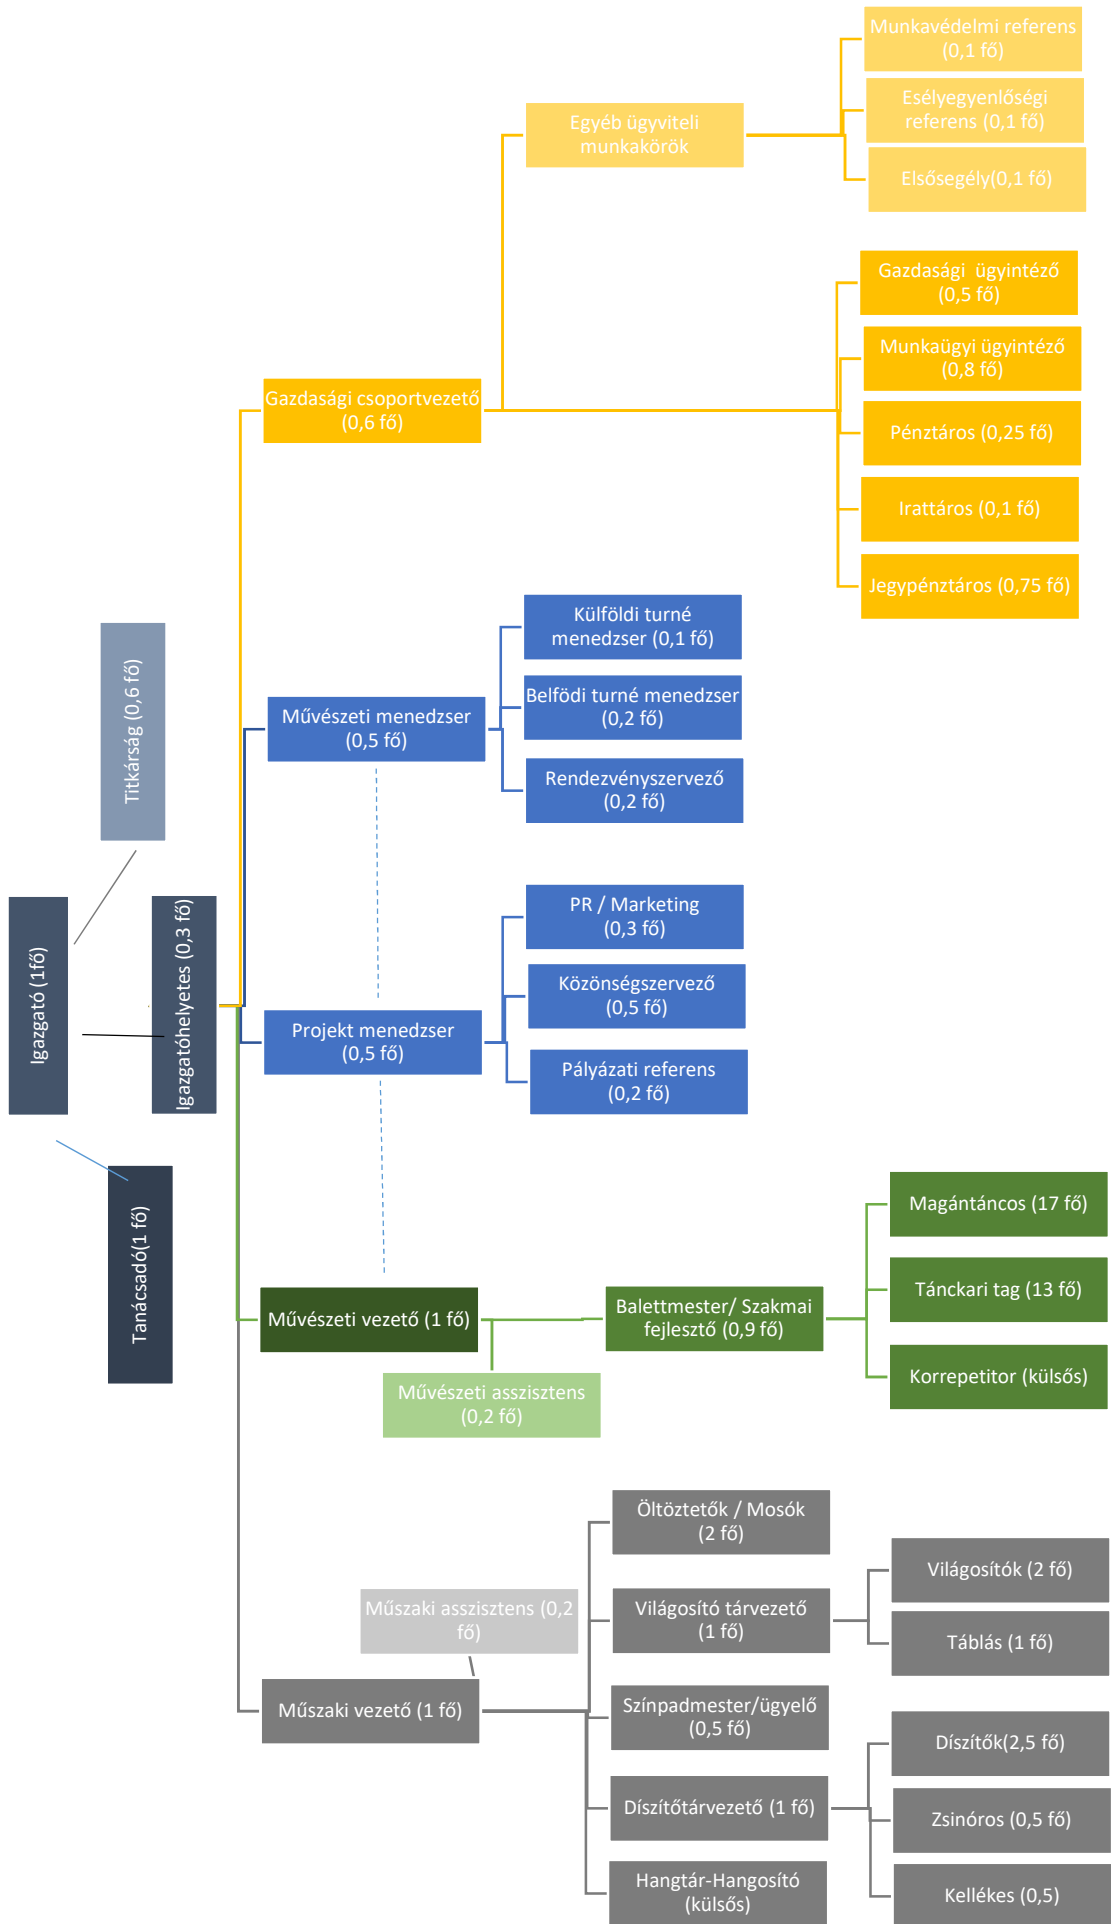 Munkavédelmi referens
(0,1 fő)
Esélyegyenlőségi
referens (0,1 fő)
Egyéb ügyviteli
munkakörök
Elsősegély(0,1 fő)
Gazdasági  ügyintéző
(0,5 fő)
Munkaügyi ügyintéző
(0,8 fő)
Gazdasági csoportvezető
(0,6 fő)
Pénztáros (0,25 fő)
Irattáros (0,1 fő)
Jegypénztáros (0,75 fő)
Külföldi turné
menedzser (0,1 fő)
Titkárság (0,6 fő)
Művészeti menedzser
(0,5 fő)
Belfödi turné menedzser
(0,2 fő)
Rendezvényszervező
(0,2 fő)
PR / Marketing
(0,3 fő)
Igazgató (1fő)
Igazgatóhelyetes (0,3 fő)
Közönségszervező
(0,5 fő)
Projekt menedzser
(0,5 fő)
Pályázati referens
(0,2 fő)
Tanácsadó(1 fő)
Magántáncos (17 fő)
Tánckari tag (13 fő)
Művészeti vezető (1 fő)
Balettmester/ Szakmai
fejlesztő (0,9 fő)
Korrepetitor (külsős)
Művészeti asszisztens
(0,2 fő)
Öltöztetők / Mosók
(2 fő)
Világosítók (2 fő)
Műszaki asszisztens (0,2
fő)
Világosító tárvezető
(1 fő)
Táblás (1 fő)
Műszaki vezető (1 fő)
Színpadmester/ügyelő
(0,5 fő)
Díszítők(2,5 fő)
Díszítőtárvezető (1 fő)
Zsinóros (0,5 fő)
Hangtár-Hangosító
(külsős)
Kellékes (0,5)